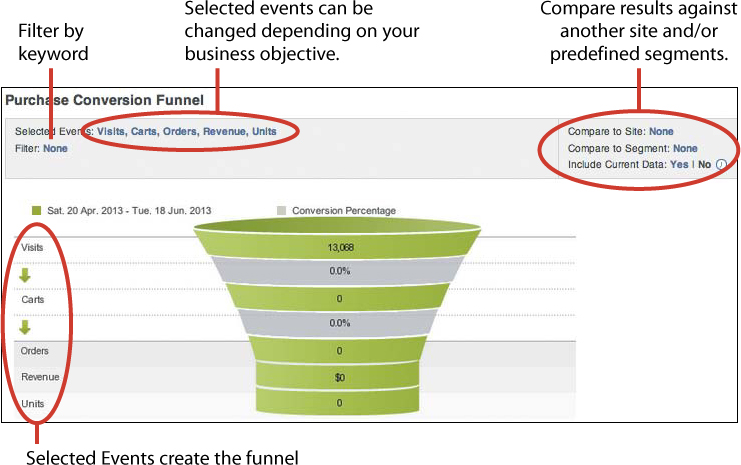 Filter by
keyword
Selected events can be
changed depending on your
business objective.
Compare results against
another site and/or
predefined segments.
Purchase Conversion Funnel
Selected Events: Visits, Carts, Orders, Revenue, Units
Filter: None
Compare to Site: None
Compare to Segment: None
Include Current Data: Yes | No i
Sat. 20 Apr. 2013 - Tue. 18 Jun. 2013
Conversion Percentage
Visits 13,068
0.0%
Carts 0
0.0%
Orders 0
Revenue $0
Units 0
Selected Events create the funnel